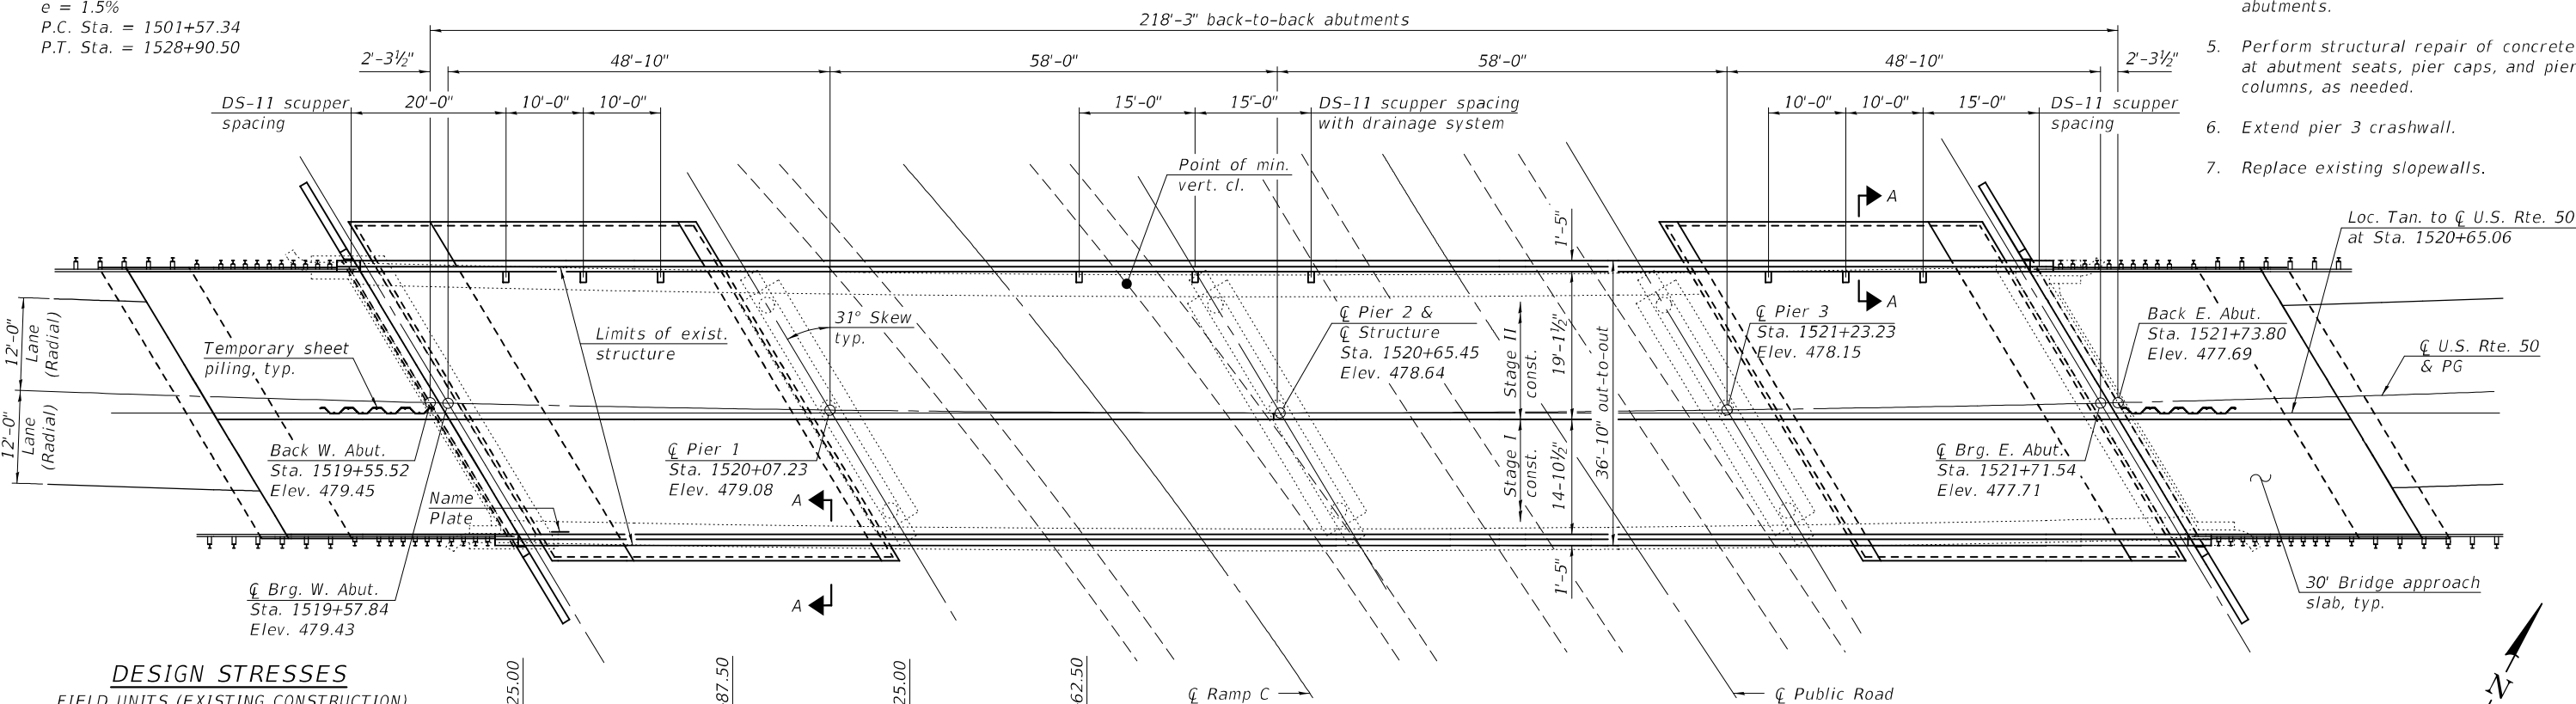 e = 1.5%
P.C. Sta. = 1501+57.34
P.T. Sta. = 1528+90.50
218'-3" back-to-back abutments
2'-3½"
48'-10"
58'-0"
58'-0"
48'-10"
2'-3½"
DS-11 scupper
spacing
20'-0"
10'-0"
10'-0"
15'-0"
15'-0"
DS-11 scupper spacing
with drainage system
10'-0"
10'-0"
15'-0"
DS-11 scupper
spacing
abutments.
5. Perform structural repair of concrete
at abutment seats, pier caps, and pier
columns, as needed.
6. Extend pier 3 crashwall.
7. Replace existing slopewalls.
Point of min.
vert. cl.
1'-5"
A
A
Loc. Tan. to ℄ U.S. Rte. 50
at Sta. 1520+65.06
12'-0"
Lane
(Radial)
12'-0"
Lane
(Radial)
Temporary sheet
piling, typ.
Limits of exist.
structure
31° Skew
typ.
℄ Pier 2 &
℄ Structure
Sta. 1520+65.45
Elev. 478.64
Stage II
const.
19'-1½"
36'-10" out-to-out
℄ Pier 3
Sta. 1521+23.23
Elev. 478.15
Back E. Abut.
Sta. 1521+73.80
Elev. 477.69
℄ U.S. Rte. 50
& PG
Back W. Abut.
Sta. 1519+55.52
Elev. 479.45
Name
Plate
℄ Pier 1
Sta. 1520+07.23
Elev. 479.08
A
A
Stage I
const.
14-10½"
1'-5"
℄ Brg. E. Abut.
Sta. 1521+71.54
Elev. 477.71
℄ Brg. W. Abut.
Sta. 1519+57.84
Elev. 479.43
30' Bridge approach
slab, typ.
DESIGN STRESSES
FIELD UNITS (EXISTING CONSTRUCTION)
25.00
87.50
25.00
62.50
℄ Ramp C
℄ Public Road
N